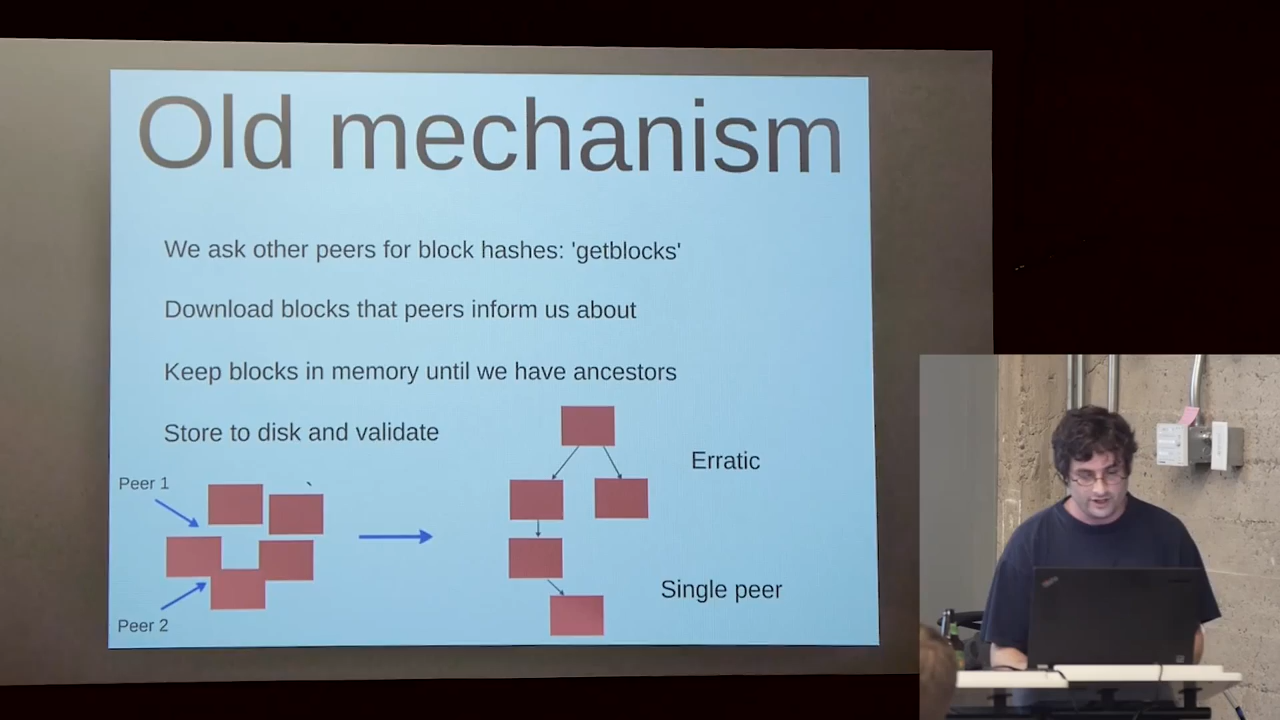 Old mechanism
We ask other peers for block hashes: 'getblocks'
Download blocks that peers inform us about
Keep blocks in memory until we have ancestors
Store to disk and validate
Erratic
Peer 1
Single peer
Peer 2